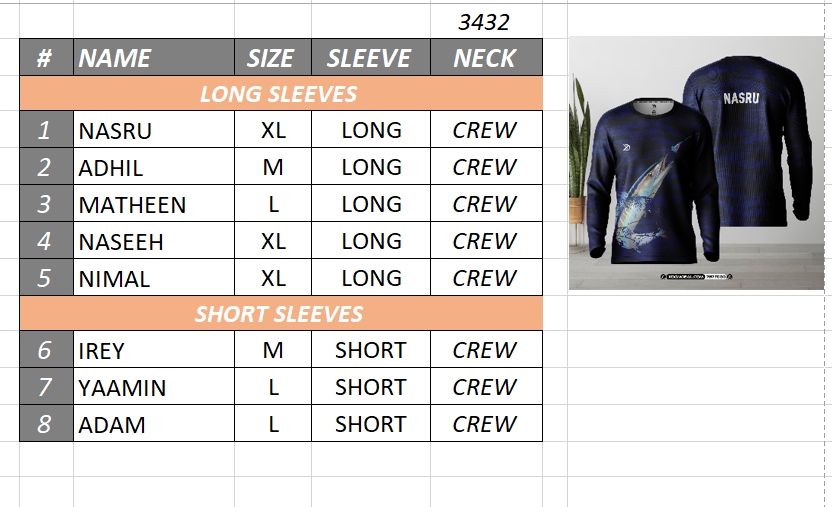 3432
# NAME SIZE SLEEVE NECK
LONG SLEEVES
1 NASRU XL LONG CREW
2 ADHIL M LONG CREW
3 MATHEEN L LONG CREW
4 NASEEH XL LONG CREW
5 NIMAL XL LONG CREW
SHORT SLEEVES
6 IREY M SHORT CREW
7 YAAMIN L SHORT CREW
8 ADAM L SHORT CREW
NASRU